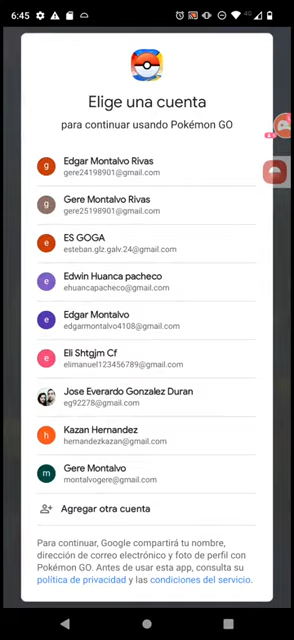 6:45
4G
Elige una cuenta
para continuar usando Pokémon GO
g
Edgar Montalvo Rivas
gere24198901@gmail.com
g
Gere Montalvo Rivas
gere25198901@gmail.com
e
ES GOGA
esteban.glz.galv.24@gmail.com
e
Edwin Huanca pacheco
ehuancapacheco@gmail.com
e
Edgar Montalvo
edgarmontalvo4108@gmail.com
e
Eli Shtgjm Cf
elimanuel123456789@gmail.com
Jose Everardo Gonzalez Duran
eg92278@gmail.com
h
Kazan Hernandez
hernandezkazan@gmail.com
m
Gere Montalvo
montalvogere@gmail.com
Agregar otra cuenta
Para continuar, Google compartirá tu nombre,
dirección de correo electrónico y foto de perfil con
Pokémon GO. Antes de usar esta app, consulta su
política de privacidad y las condiciones del servicio.